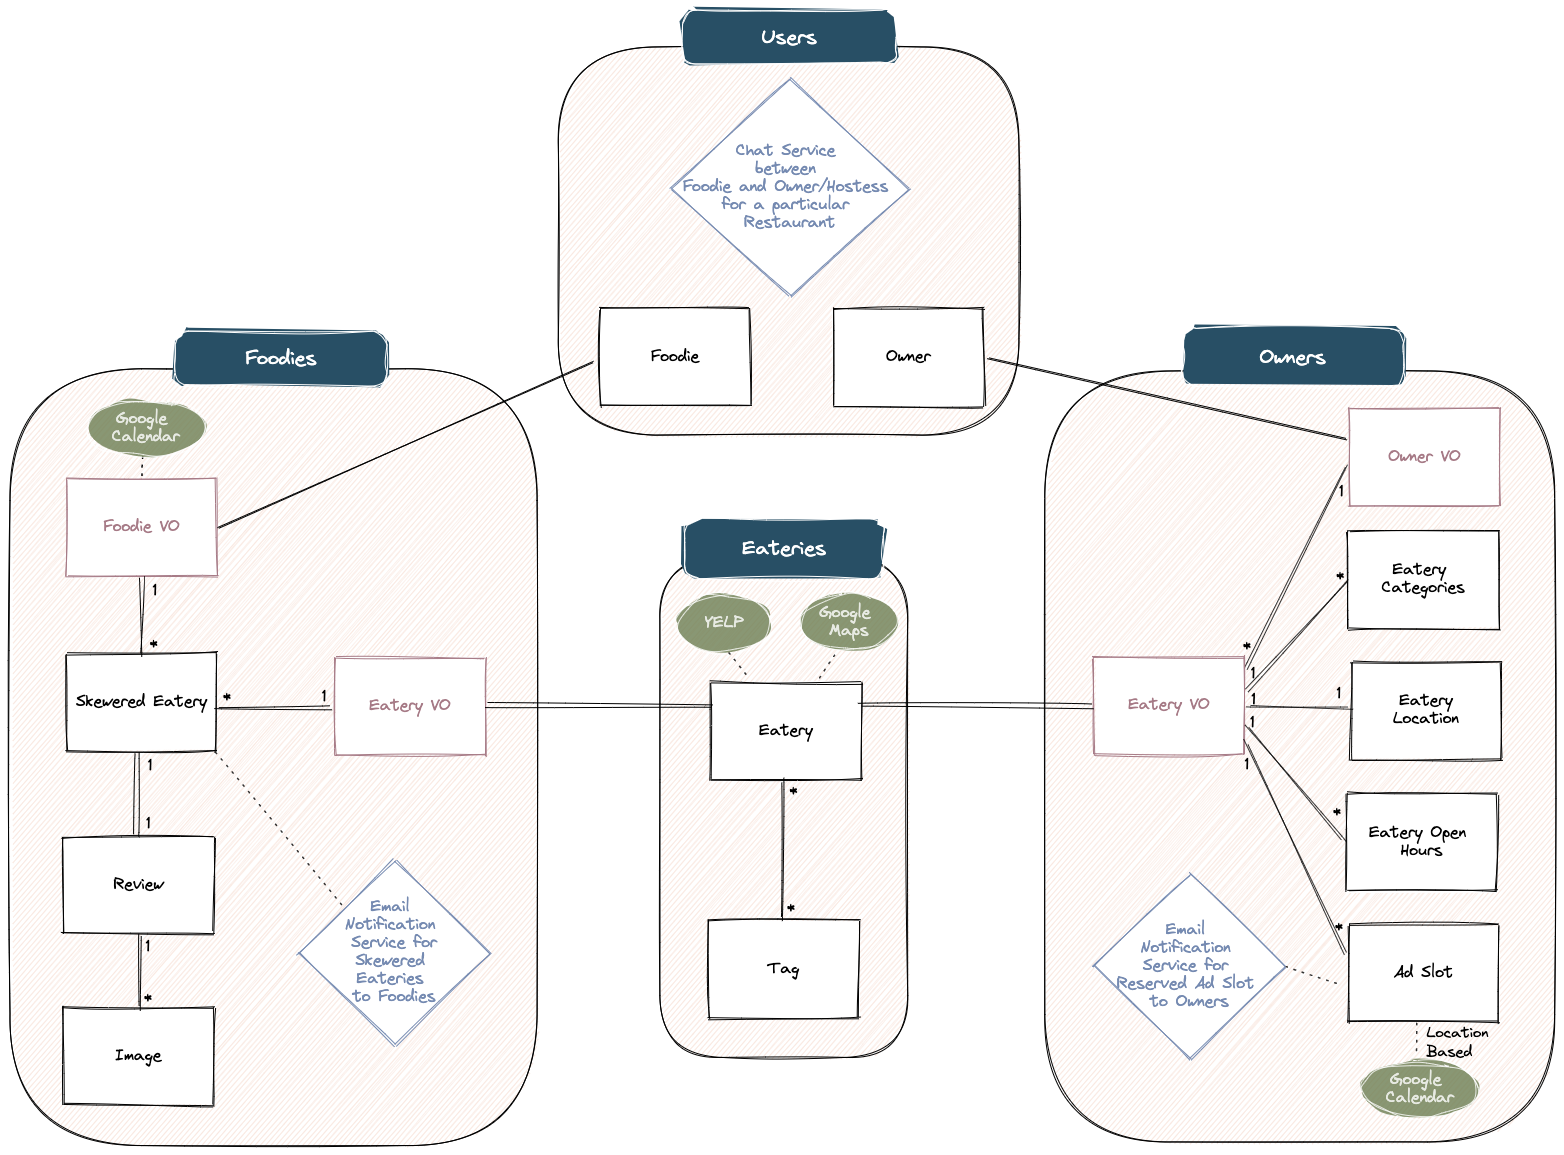 Users
Chat Service
between
Foodie and Owner/Hostess
for a particular
Restaurant
Foodie
Owner
Foodies
Google
Calendar
Foodie VO
1
*
Skewered Eatery
*
1
Eatery VO
1
1
Review
1
*
Image
Email
Notification
Service for
Skewered
Eateries
to Foodies
Eateries
YELP
Google
Maps
Eatery
*
*
Tag
Owners
Owner VO
1
*
Eatery
Categories
*
1
Eatery VO
1
1
Eatery
Location
1
*
Eatery Open
Hours
1
*
Ad Slot
Email
Notification
Service for
Reserved Ad Slot
to Owners
Location
Based
Google
Calendar